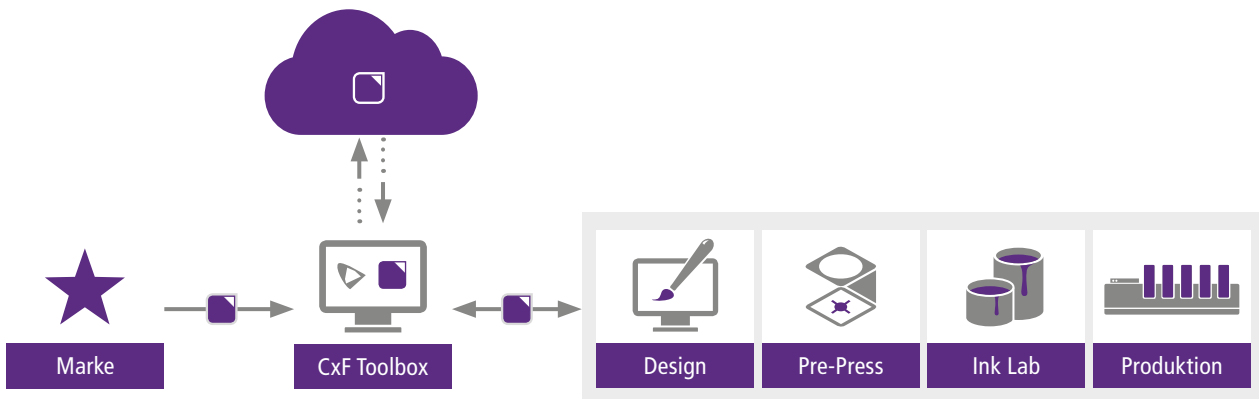 Marke
CxF Toolbox
Design
Pre-Press
Ink Lab
Produktion